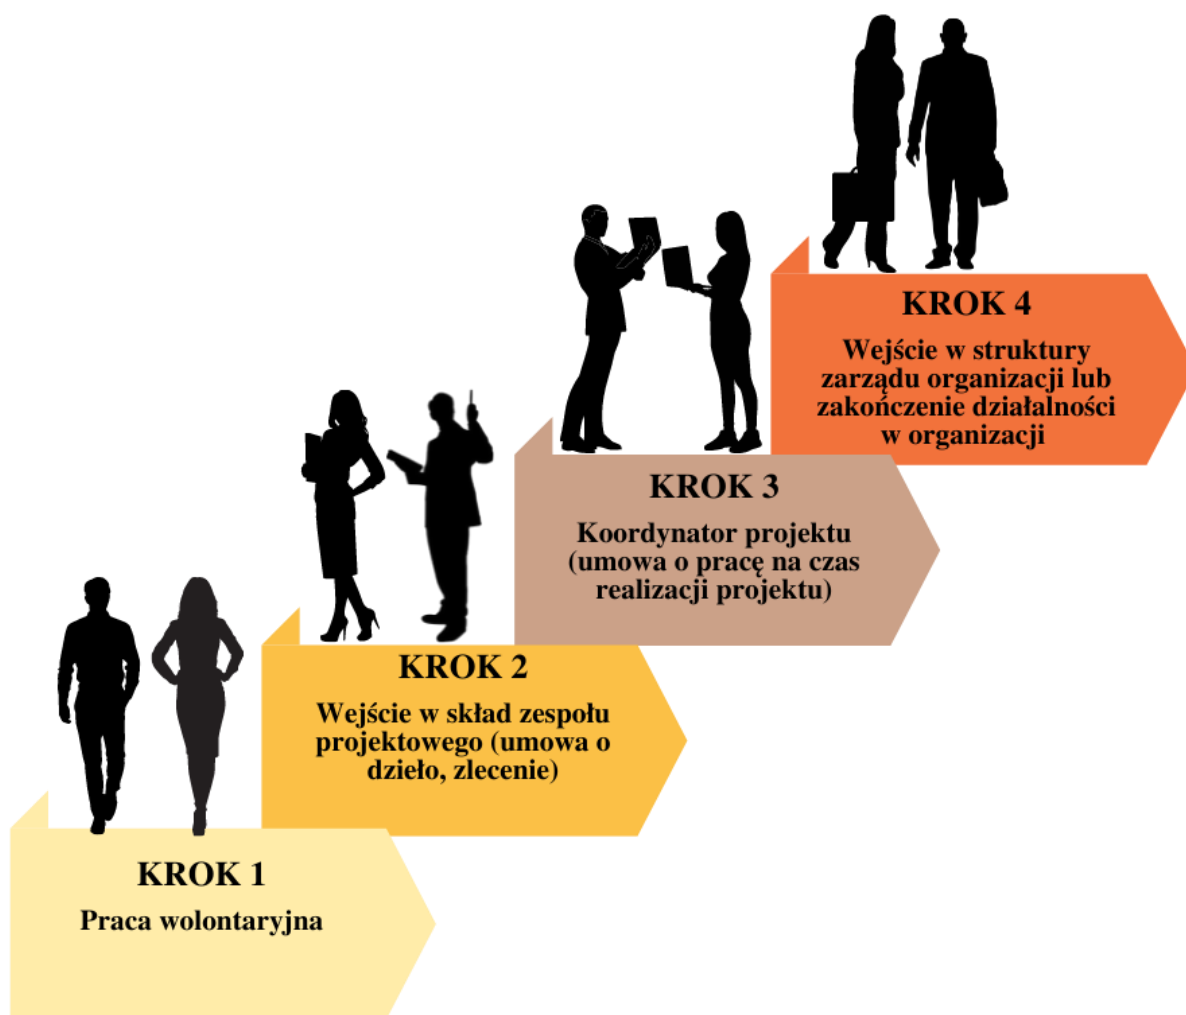 KROK 4
Wejście w struktury
zarządu organizacji lub
zakończenie działalności
w organizacji
KROK 3
Koordynator projektu
(umowa o pracę na czas
realizacji projektu)
KROK 2
Wejście w skład zespołu
projektowego (umowa o
dzieło, zlecenie)
KROK 1
Praca wolontaryjna